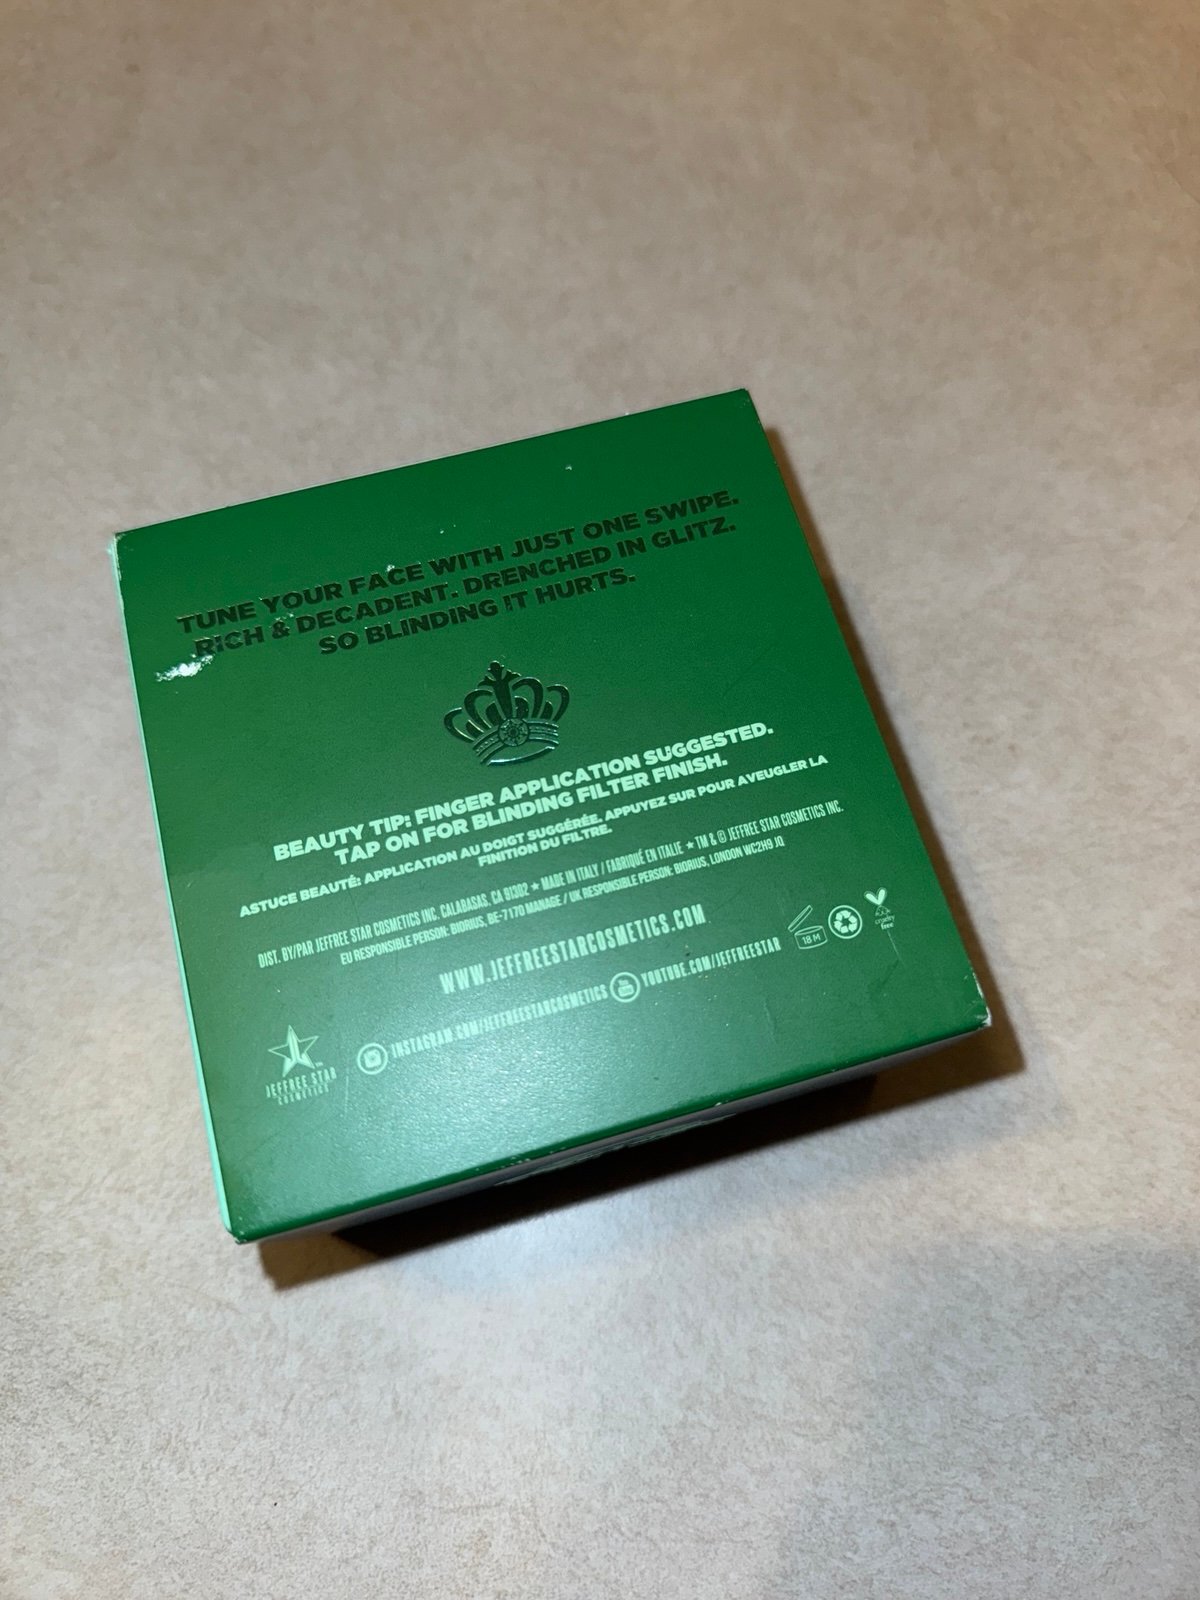 TUNE YOUR FACE WITH JUST ONE SWIPE.
RICH & DECADENT. DRENCHED IN GLITZ.
SO BLINDING IT HURTS.
BEAUTY TIP: FINGER APPLICATION SUGGESTED.
TAP ON FOR BLINDING FILTER FINISH.
ASTUCE BEAUTÉ: APPLICATION AU DOIGT SUGGÉRÉE. APPUYEZ SUR POUR AVEUGLER LA
FINITION DU FILTRE.
DIST. BY/PAR JEFFREE STAR COSMETICS INC. CALABASAS, CA 91302 ★ MADE IN ITALY / FABRIQUÉ EN ITALIE ★ TM & © JEFFREE STAR COSMETICS INC.
EU RESPONSIBLE PERSON: BIORIUS, BE-7170 MANAGE / UK RESPONSIBLE PERSON: BIORIUS, LONDON WC2H9 JQ
WWW.JEFFREESTARCOSMETICS.COM
INSTAGRAM.COM/JEFFREESTARCOSMETICS YOUTUBE.COM/JEFFREESTAR
18 M
cruelty
free
JEFFREE STAR
COSMETICS